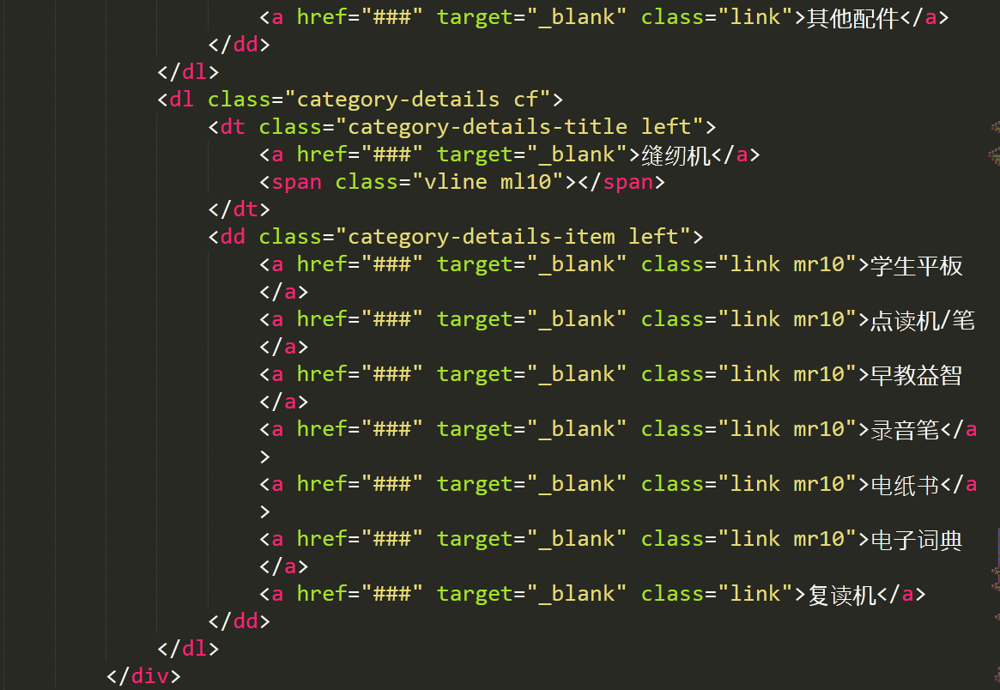 <a href="###" target="_blank" class="link">其他配件</a>
</dd>
</dl>
<dl class="category-details cf">
<dt class="category-details-title left">
<a href="###" target="_blank">缝纫机</a>
<span class="vline ml10"></span>
</dt>
<dd class="category-details-item left">
<a href="###" target="_blank" class="link mr10">学生平板
</a>
<a href="###" target="_blank" class="link mr10">点读机/笔
</a>
<a href="###" target="_blank" class="link mr10">早教益智
</a>
<a href="###" target="_blank" class="link mr10">录音笔</a
>
<a href="###" target="_blank" class="link mr10">电纸书</a
>
<a href="###" target="_blank" class="link mr10">电子词典
</a>
<a href="###" target="_blank" class="link">复读机</a>
</dd>
</dl>
</div>